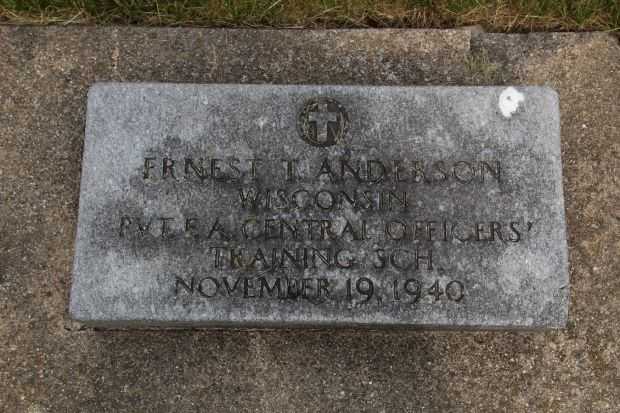 ERNEST T. ANDERSON
WISCONSIN
PVT. F. A. CENTRAL OFFICERS'
TRAINING SCH.
NOVEMBER 19, 1940